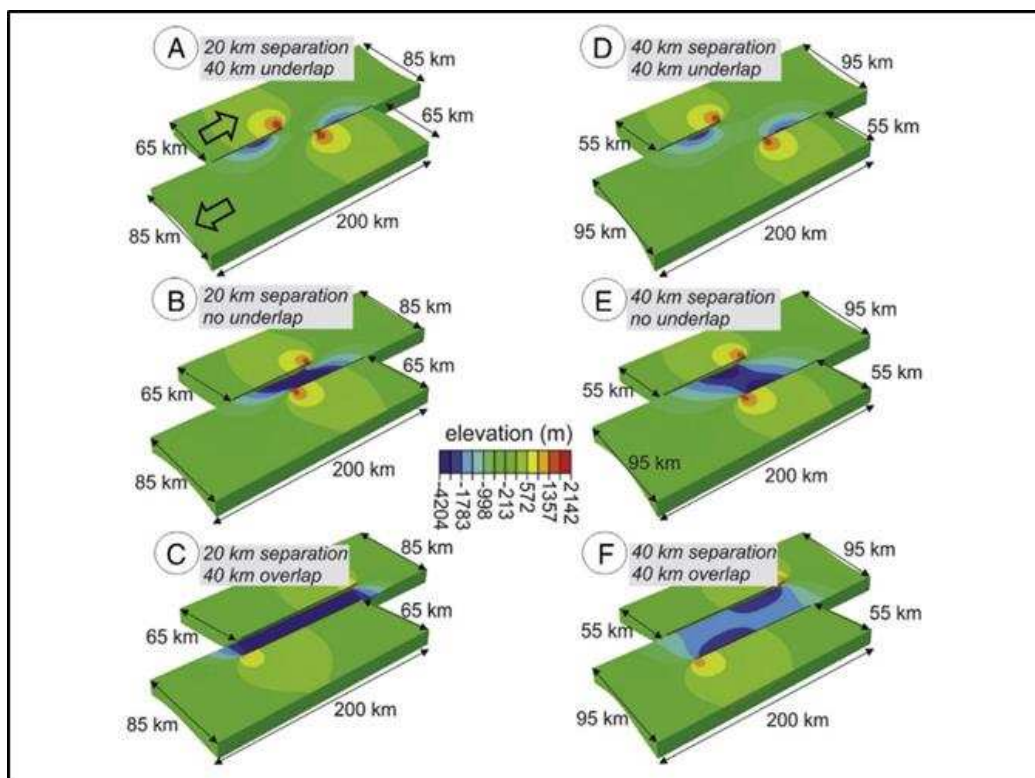 A
20 km separation
40 km underlap
85 km
65 km
65 km
85 km
200 km
D
40 km separation
40 km underlap
95 km
55 km
55 km
95 km
200 km
B
20 km separation
no underlap
85 km
65 km
65 km
85 km
200 km
E
40 km separation
no underlap
95 km
55 km
55 km
95 km
200 km
elevation (m)
-4204
-1783
-998
-213
572
1357
2142
C
20 km separation
40 km overlap
85 km
65 km
65 km
85 km
200 km
F
40 km separation
40 km overlap
95 km
55 km
55 km
95 km
200 km